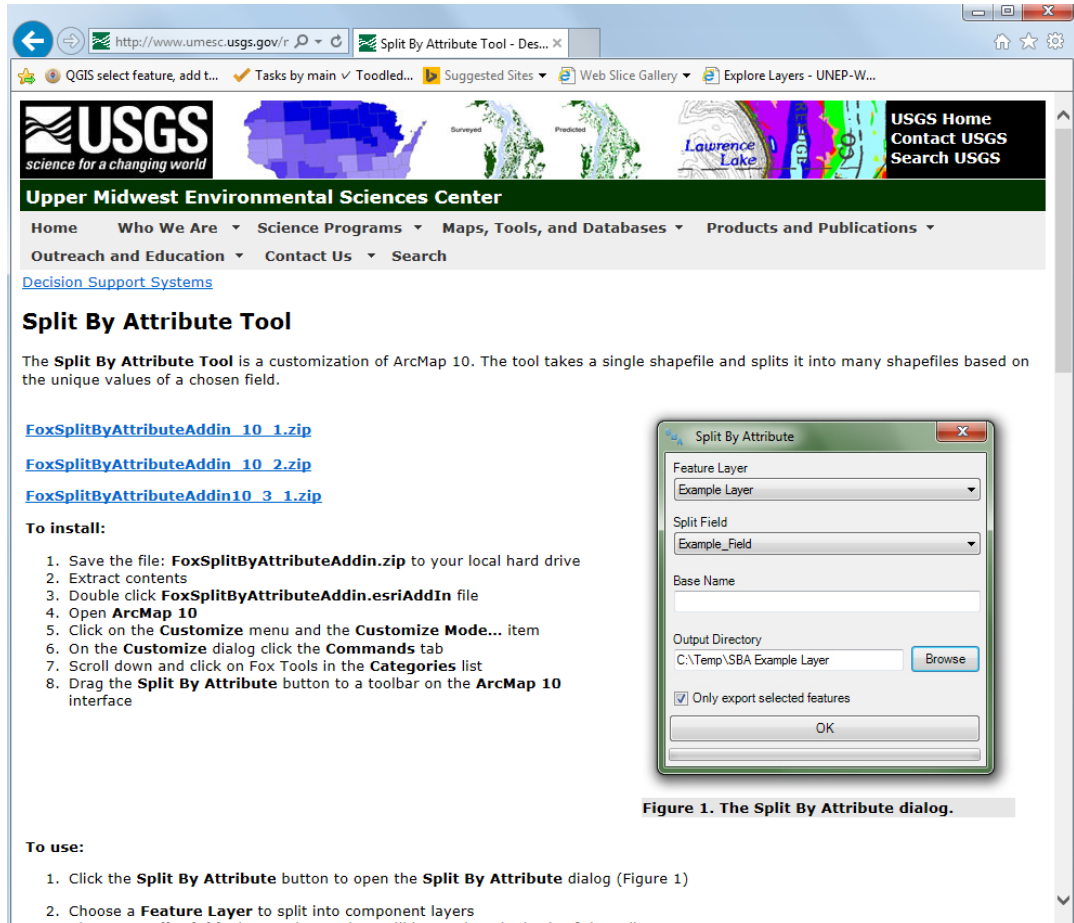 http://www.umesc.usgs.gov/r
Split By Attribute Tool - Des...
QGIS select feature, add t...
Tasks by main ✓ Toodled...
Suggested Sites
Web Slice Gallery
Explore Layers - UNEP-W...
USGS
science for a changing world
Surveyed
Predicted
Lawrence
Lake
REFUGE
CO
8
USGS Home
Contact USGS
Search USGS
Upper Midwest Environmental Sciences Center
Home Who We Are Science Programs Maps, Tools, and Databases Products and Publications
Outreach and Education Contact Us Search
Decision Support Systems
Split By Attribute Tool
The Split By Attribute Tool is a customization of ArcMap 10. The tool takes a single shapefile and splits it into many shapefiles based on
the unique values of a chosen field.
FoxSplitByAttributeAddin_10_1.zip
FoxSplitByAttributeAddin_10_2.zip
FoxSplitByAttributeAddin10_3_1.zip
To install:
1. Save the file: FoxSplitByAttributeAddin.zip to your local hard drive
2. Extract contents
3. Double click FoxSplitByAttributeAddin.esriAddIn file
4. Open ArcMap 10
5. Click on the Customize menu and the Customize Mode... item
6. On the Customize dialog click the Commands tab
7. Scroll down and click on Fox Tools in the Categories list
8. Drag the Split By Attribute button to a toolbar on the ArcMap 10
interface
Split By Attribute
Feature Layer
Example Layer
Split Field
Example_Field
Base Name
Output Directory
C:\Temp\SBA Example Layer
Browse
Only export selected features
OK
Figure 1. The Split By Attribute dialog.
To use:
1. Click the Split By Attribute button to open the Split By Attribute dialog (Figure 1)
2. Choose a Feature Layer to split into component layers